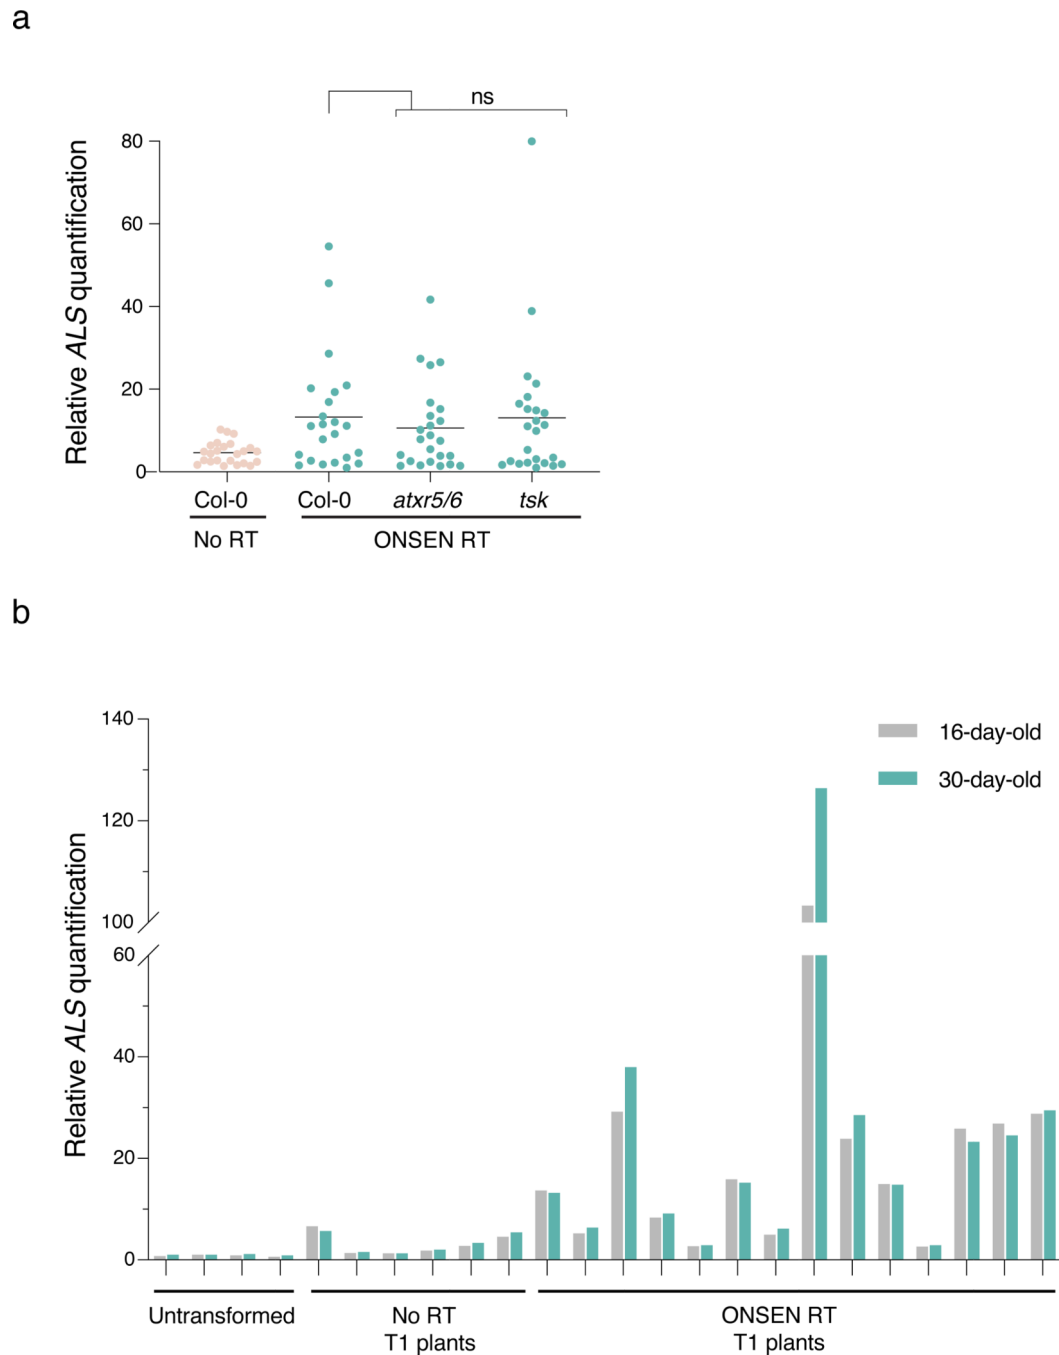 a
ns
Relative ALS quantification
80
60
40
20
0
Col-0 Col-0 atxr5/6 tsk
No RT ONSEN RT
b
Relative ALS quantification
140
120
100
60
40
20
0
16-day-old
30-day-old
Untransformed No RT ONSEN RT
T1 plants T1 plants